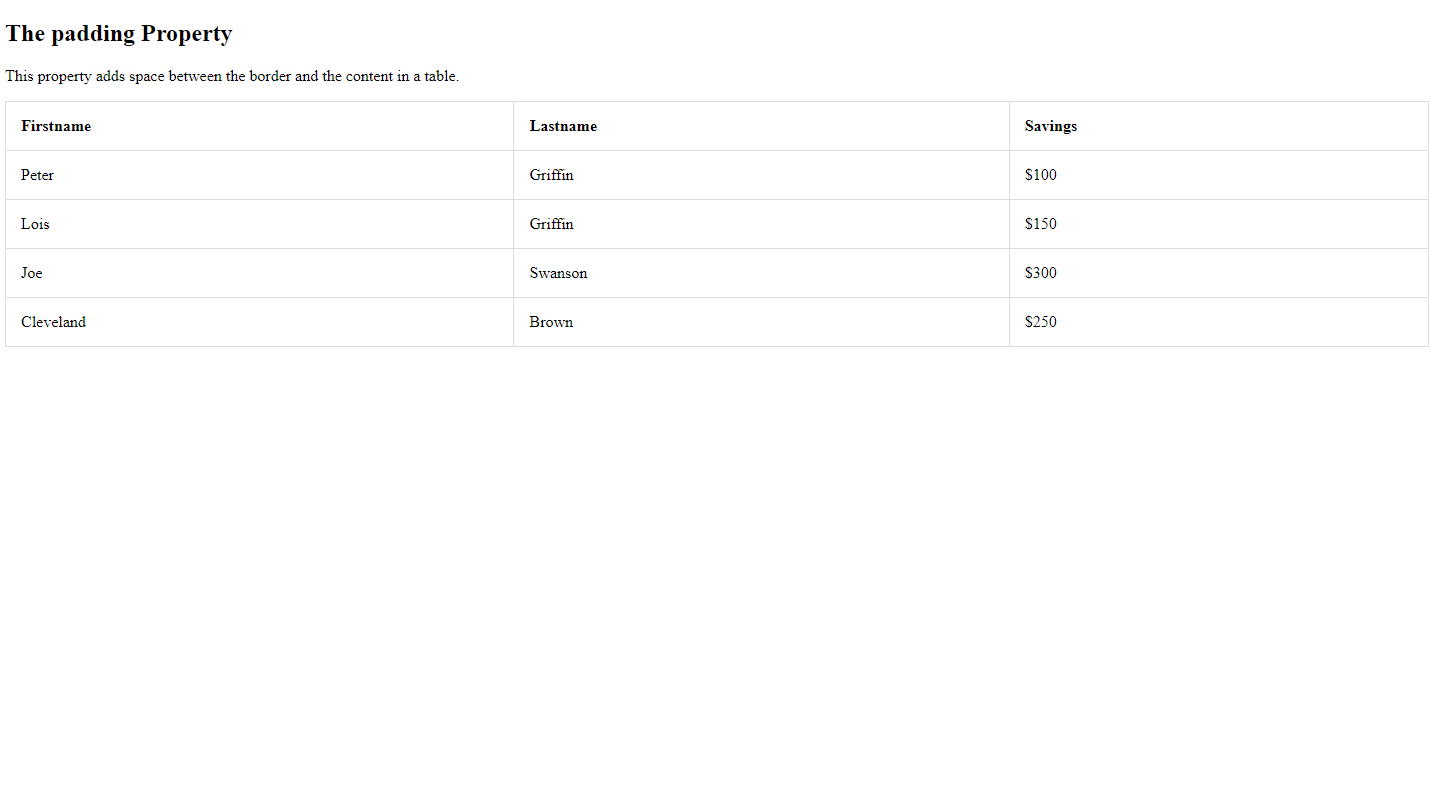 The padding Property
This property adds space between the border and the content in a table.
Firstname Lastname Savings
Peter Griffin $100
Lois Griffin $150
Joe Swanson $300
Cleveland Brown $250